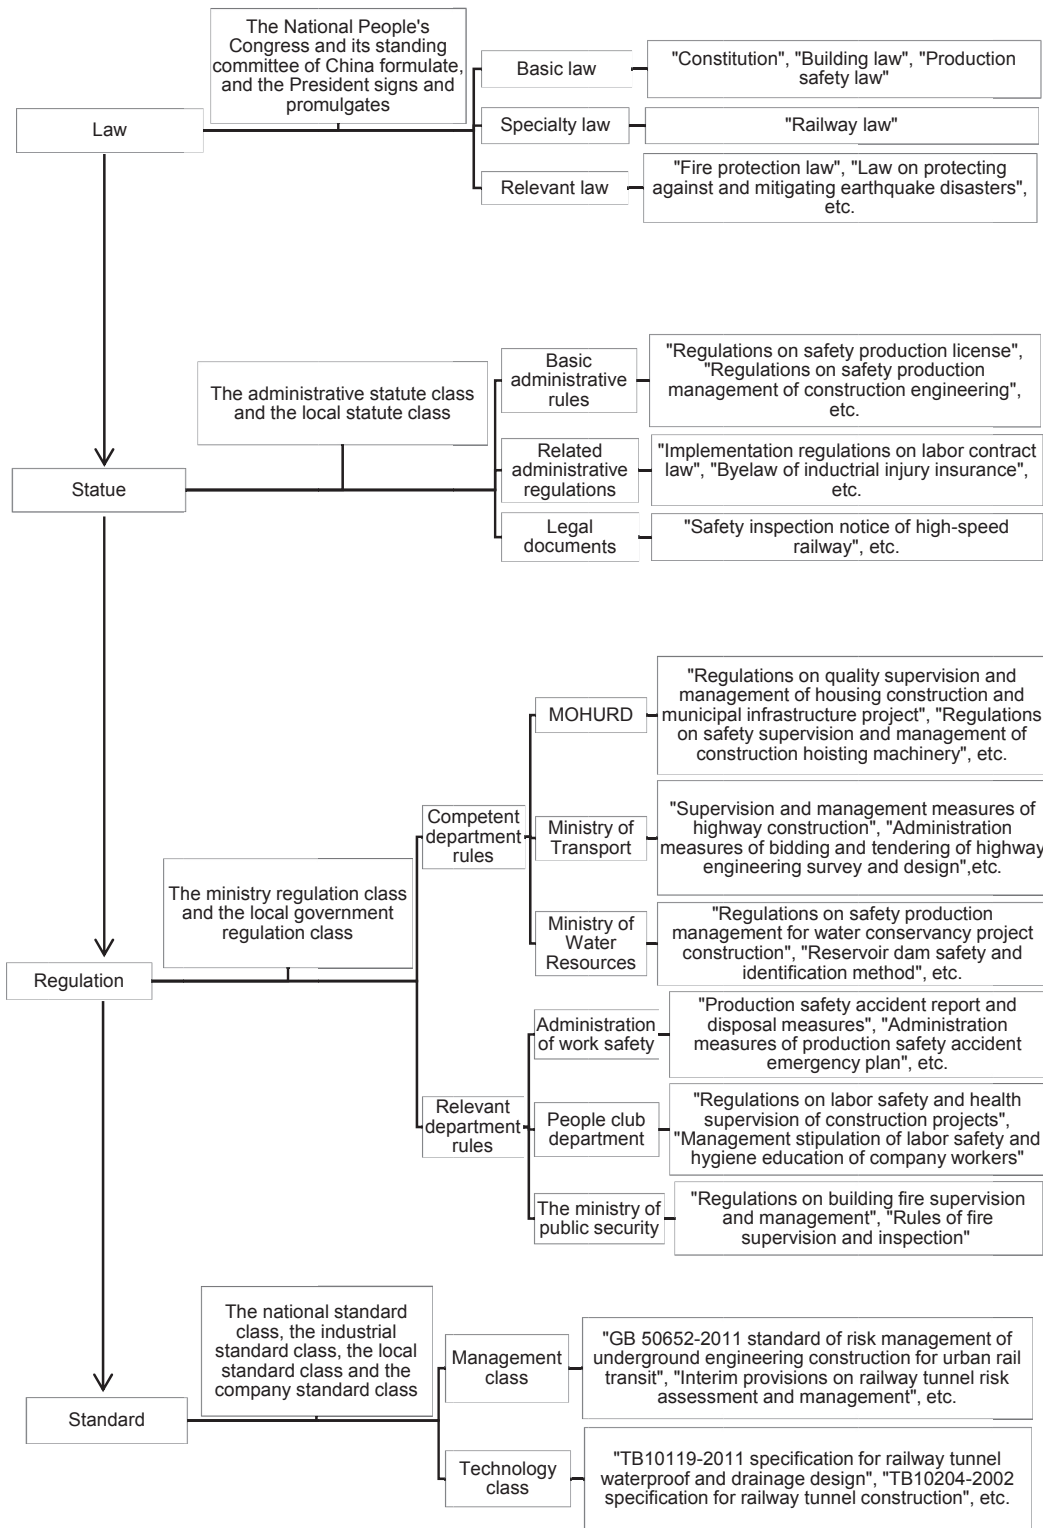 The National People's
Congress and its standing
committee of China formulate,
and the President signs and
promulgates
Law
Basic law
"Constitution", "Building law", "Production
safety law"
Specialty law
"Railway law"
Relevant law
"Fire protection law", "Law on protecting
against and mitigating earthquake disasters",
etc.
The administrative statute class
and the local statute class
Statue
Basic
administrative
rules
"Regulations on safety production license",
"Regulations on safety production
management of construction engineering",
etc.
Related
administrative
regulations
"Implementation regulations on labor contract
law", "Byelaw of inductrial injury insurance",
etc.
Legal
documents
"Safety inspection notice of high-speed
railway", etc.
The ministry regulation class
and the local government
regulation class
Regulation
Competent
department
rules
MOHURD
"Regulations on quality supervision and
management of housing construction and
municipal infrastructure project", "Regulations
on safety supervision and management of
construction hoisting machinery", etc.
Ministry of
Transport
"Supervision and management measures of
highway construction", "Administration
measures of bidding and tendering of highway
engineering survey and design",etc.
Ministry of
Water
Resources
"Regulations on safety production
management for water conservancy project
construction", "Reservoir dam safety and
identification method", etc.
Relevant
department
rules
Administration
of work safety
"Production safety accident report and
disposal measures", "Administration
measures of production safety accident
emergency plan", etc.
People club
department
"Regulations on labor safety and health
supervision of construction projects",
"Management stipulation of labor safety and
hygiene education of company workers"
The ministry of
public security
"Regulations on building fire supervision
and management", "Rules of fire
supervision and inspection"
The national standard
class, the industrial
standard class, the local
standard class and the
company standard class
Standard
Management
class
"GB 50652-2011 standard of risk management of
underground engineering construction for urban rail
transit", "Interim provisions on railway tunnel risk
assessment and management", etc.
Technology
class
"TB10119-2011 specification for railway tunnel
waterproof and drainage design", "TB10204-2002
specification for railway tunnel construction", etc.